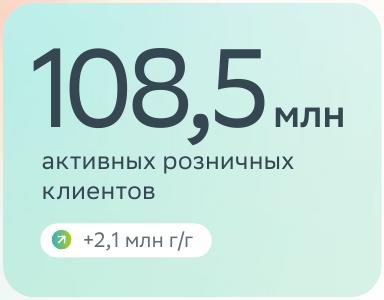 108,5 млн
активных розничных
клиентов
+2,1 млн г/г